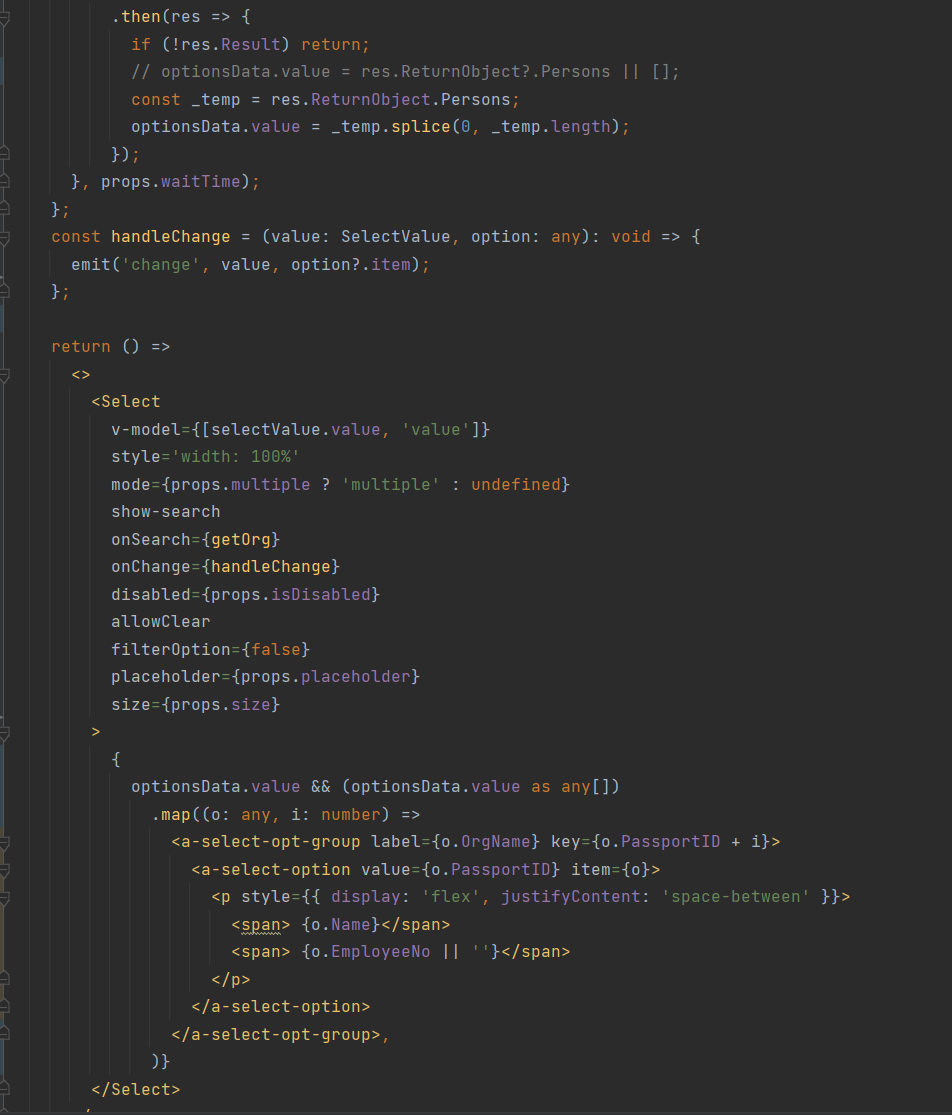 .then(res => {
if (!res.Result) return;
// optionsData.value = res.ReturnObject?.Persons || [];
const _temp = res.ReturnObject.Persons;
optionsData.value = _temp.splice(0, _temp.length);
});
}, props.waitTime);
};
const handleChange = (value: SelectValue, option: any): void => {
emit('change', value, option?.item);
};
return () =>
<>
<Select
v-model={[selectValue.value, 'value']}
style='width: 100%'
mode={props.multiple ? 'multiple' : undefined}
show-search
onSearch={getOrg}
onChange={handleChange}
disabled={props.isDisabled}
allowClear
filterOption={false}
placeholder={props.placeholder}
size={props.size}
>
{
optionsData.value && (optionsData.value as any[])
.map((o: any, i: number) =>
<a-select-opt-group label={o.OrgName} key={o.PassportID + i}>
<a-select-option value={o.PassportID} item={o}>
<p style={{ display: 'flex', justifyContent: 'space-between' }}>
<span> {o.Name}</span>
<span> {o.EmployeeNo || ''}</span>
</p>
</a-select-option>
</a-select-opt-group>,
)}
</Select>